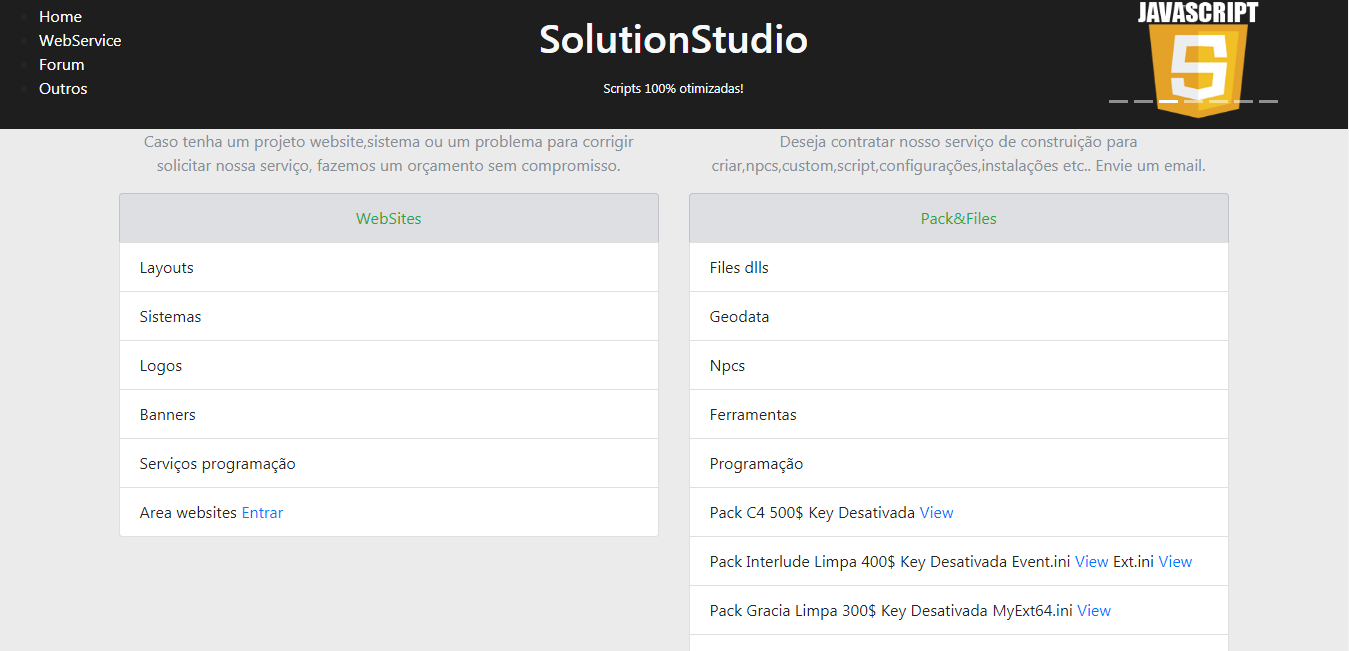 Home
WebService
Forum
Outros
SolutionStudio
Scripts 100% otimizadas!
JAVASCRIPT
Caso tenha um projeto website,sistema ou um problema para corrigir
solicitar nossa serviço, fazemos um orçamento sem compromisso.
WebSites
Layouts
Sistemas
Logos
Banners
Serviços programação
Area websites Entrar
Deseja contratar nosso serviço de construição para
criar,npcs,custom,script,configurações,instalações etc.. Envie um email.
Pack&Files
Files dlls
Geodata
Npcs
Ferramentas
Programação
Pack C4 500$ Key Desativada View
Pack Interlude Limpa 400$ Key Desativada Event.ini View Ext.ini View
Pack Gracia Limpa 300$ Key Desativada MyExt64.ini View